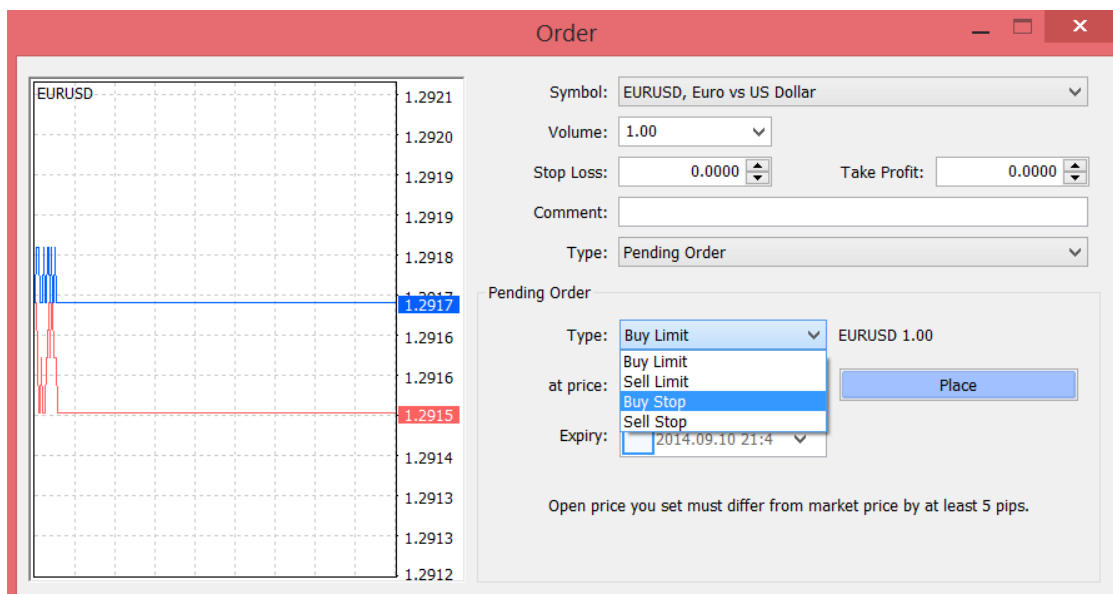 Order
EURUSD
1.2921
1.2920
1.2919
1.2919
1.2918
1.2917
1.2917
1.2916
1.2916
1.2915
1.2914
1.2913
1.2913
1.2912
Symbol: EURUSD, Euro vs US Dollar
Volume: 1.00
Stop Loss: 0.0000 Take Profit: 0.0000
Comment:
Type: Pending Order
Pending Order
Type: Buy Limit EURUSD 1.00
Buy Limit
Sell Limit
at price: Place
Buy Stop
Sell Stop
Expiry: 2014.09.10 21:4
Open price you set must differ from market price by at least 5 pips.